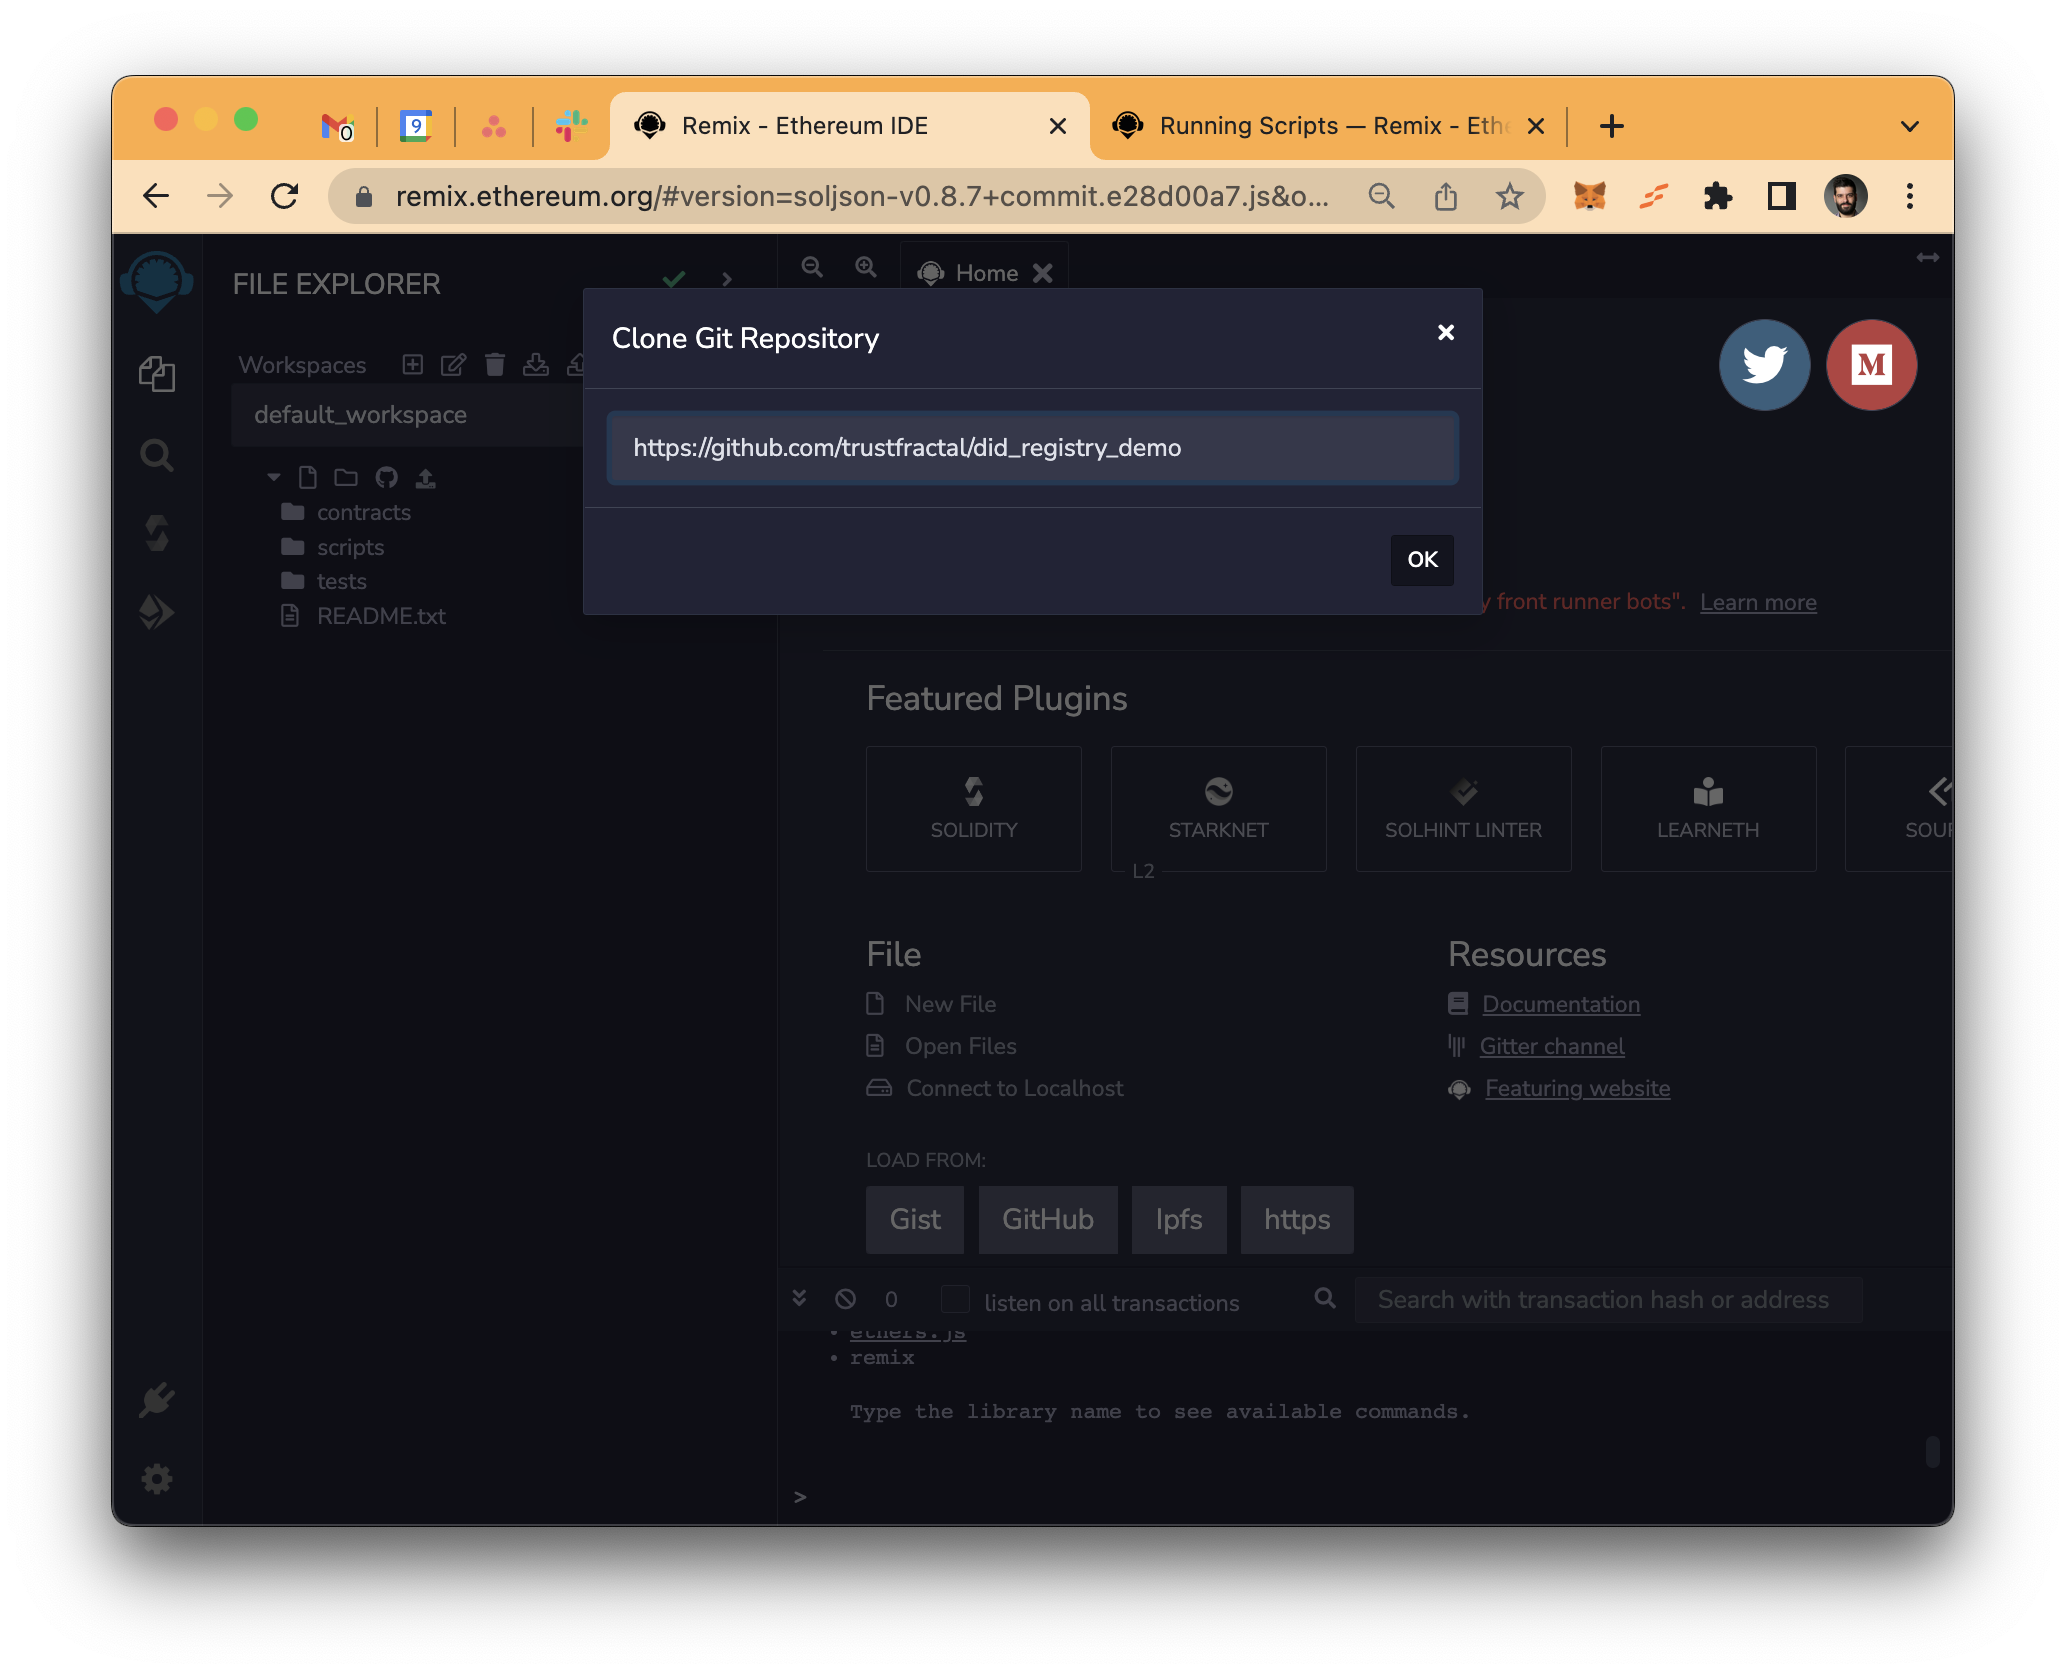 0
9
Remix - Ethereum IDE
Running Scripts — Remix - Ethe
remix.ethereum.org/#version=soljson-v0.8.7+commit.e28d00a7.js&o...
FILE EXPLORER
Home
Clone Git Repository
Workspaces
default_workspace
https://github.com/trustfractal/did_registry_demo
M
contracts
scripts
tests
README.txt
OK
y front runner bots". Learn more
Featured Plugins
SOLIDITY
STARKNET
SOLHINT LINTER
LEARNETH
SOUR
L2
File
Resources
New File
Documentation
Open Files
Gitter channel
Connect to Localhost
Featuring website
LOAD FROM:
Gist GitHub Ipfs https
0 listen on all transactions Search with transaction hash or address
• ethers.js
• remix
Type the library name to see available commands.
>